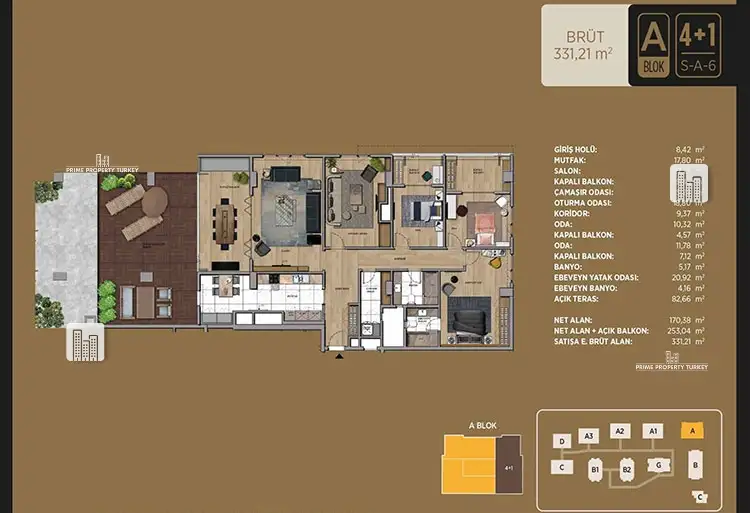 BRÜT
331,21 m²
A
BLOK
4+1
S-A-6
PRIME PROPERTY TURKEY
GİRİŞ HOLÜ: 8,42 m²
MUTFAK: 17,80 m²
SALON: m²
KAPALI BALKON: m²
ÇAMAŞIR ODASI: m²
OTURMA ODASI: m²
KORİDOR: 9,37 m²
ODA: 10,32 m²
KAPALI BALKON: 4,57 m²
ODA: 11,78 m²
KAPALI BALKON: 7,12 m²
BANYO: 5,17 m²
EBEVEYN YATAK ODASI: 20,92 m²
EBEVEYN BANYO: 4,16 m²
AÇIK TERAS: 82,66 m²
NET ALAN: 170,38 m²
NET ALAN + AÇIK BALKON: 253,04 m²
SATIŞA E. BRÜT ALAN: 331,21 m²
PRIME PROPERTY TURKEY
A BLOK
4+1
D
A3
A2
A1
A
C
B1
B2
G
B
C